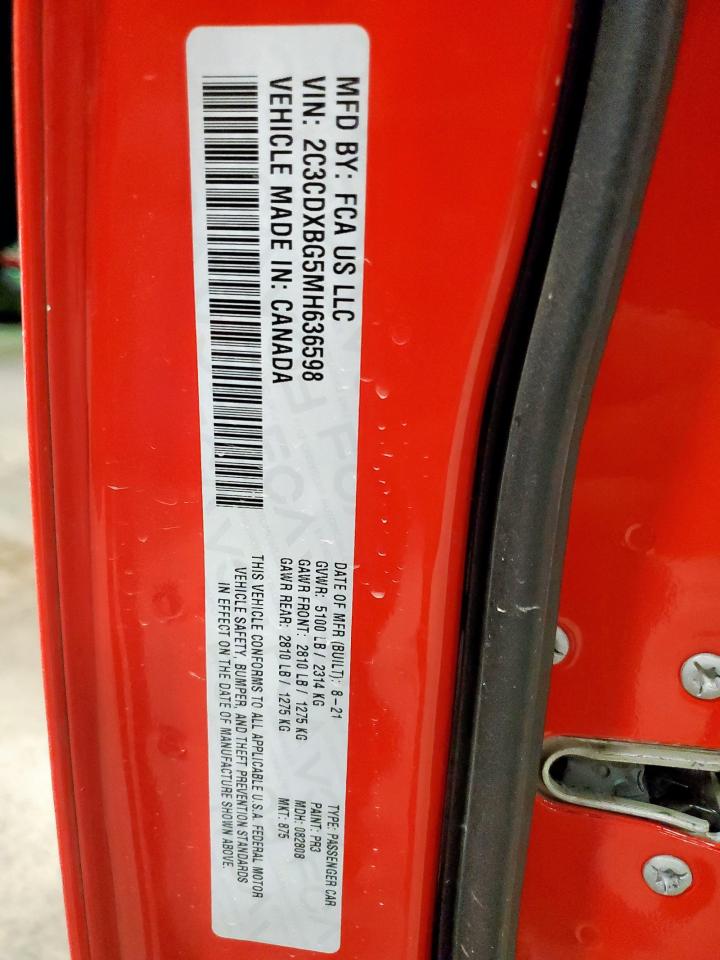 MFD BY: FCA US LLC
VIN: 2C3CDXBG5MH636598
VEHICLE MADE IN: CANADA
DATE OF MFR (BUILT): 8-21
GVWR: 5100 LB / 2314 KG
GAWR FRONT: 2810 LB / 1275 KG
GAWR REAR: 2810 LB / 1275 KG
TYPE: PASSENGER CAR
PAINT: PR3
MDH: 082808
MKT: 875
THIS VEHICLE CONFORMS TO ALL APPLICABLE U.S.A. FEDERAL MOTOR
VEHICLE SAFETY, BUMPER, AND THEFT PREVENTION STANDARDS
IN EFFECT ON THE DATE OF MANUFACTURE SHOWN ABOVE.